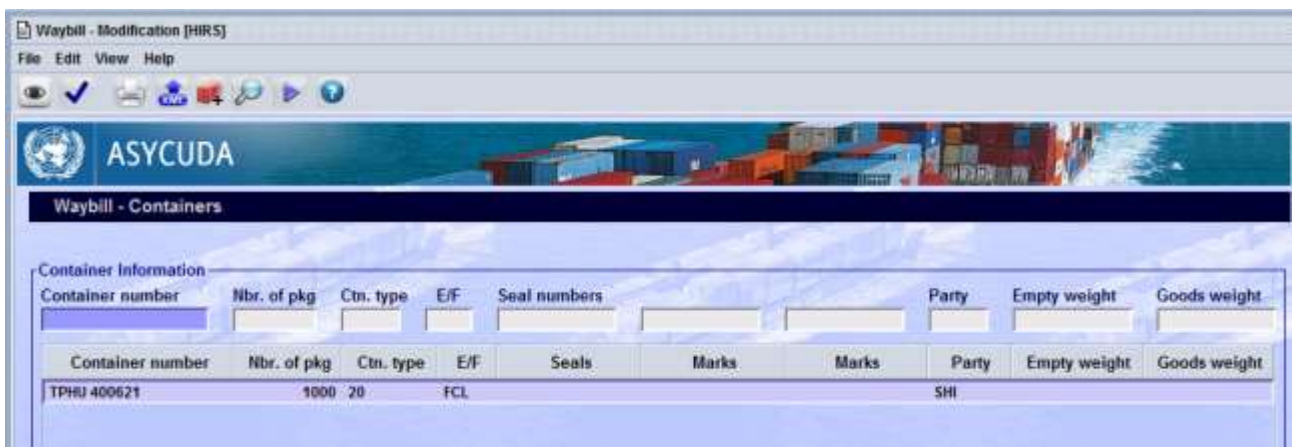 Waybill - Modification [HIRS]
File Edit View Help
XML
ASYCUDA
Waybill - Containers
Container Information
Container number Nbr. of pkg Ctn. type E/F Seal numbers Party Empty weight Goods weight
Container number Nbr. of pkg Ctn. type E/F Seals Marks Marks Party Empty weight Goods weight
TPHU 400621 1000 20 FCL SHI